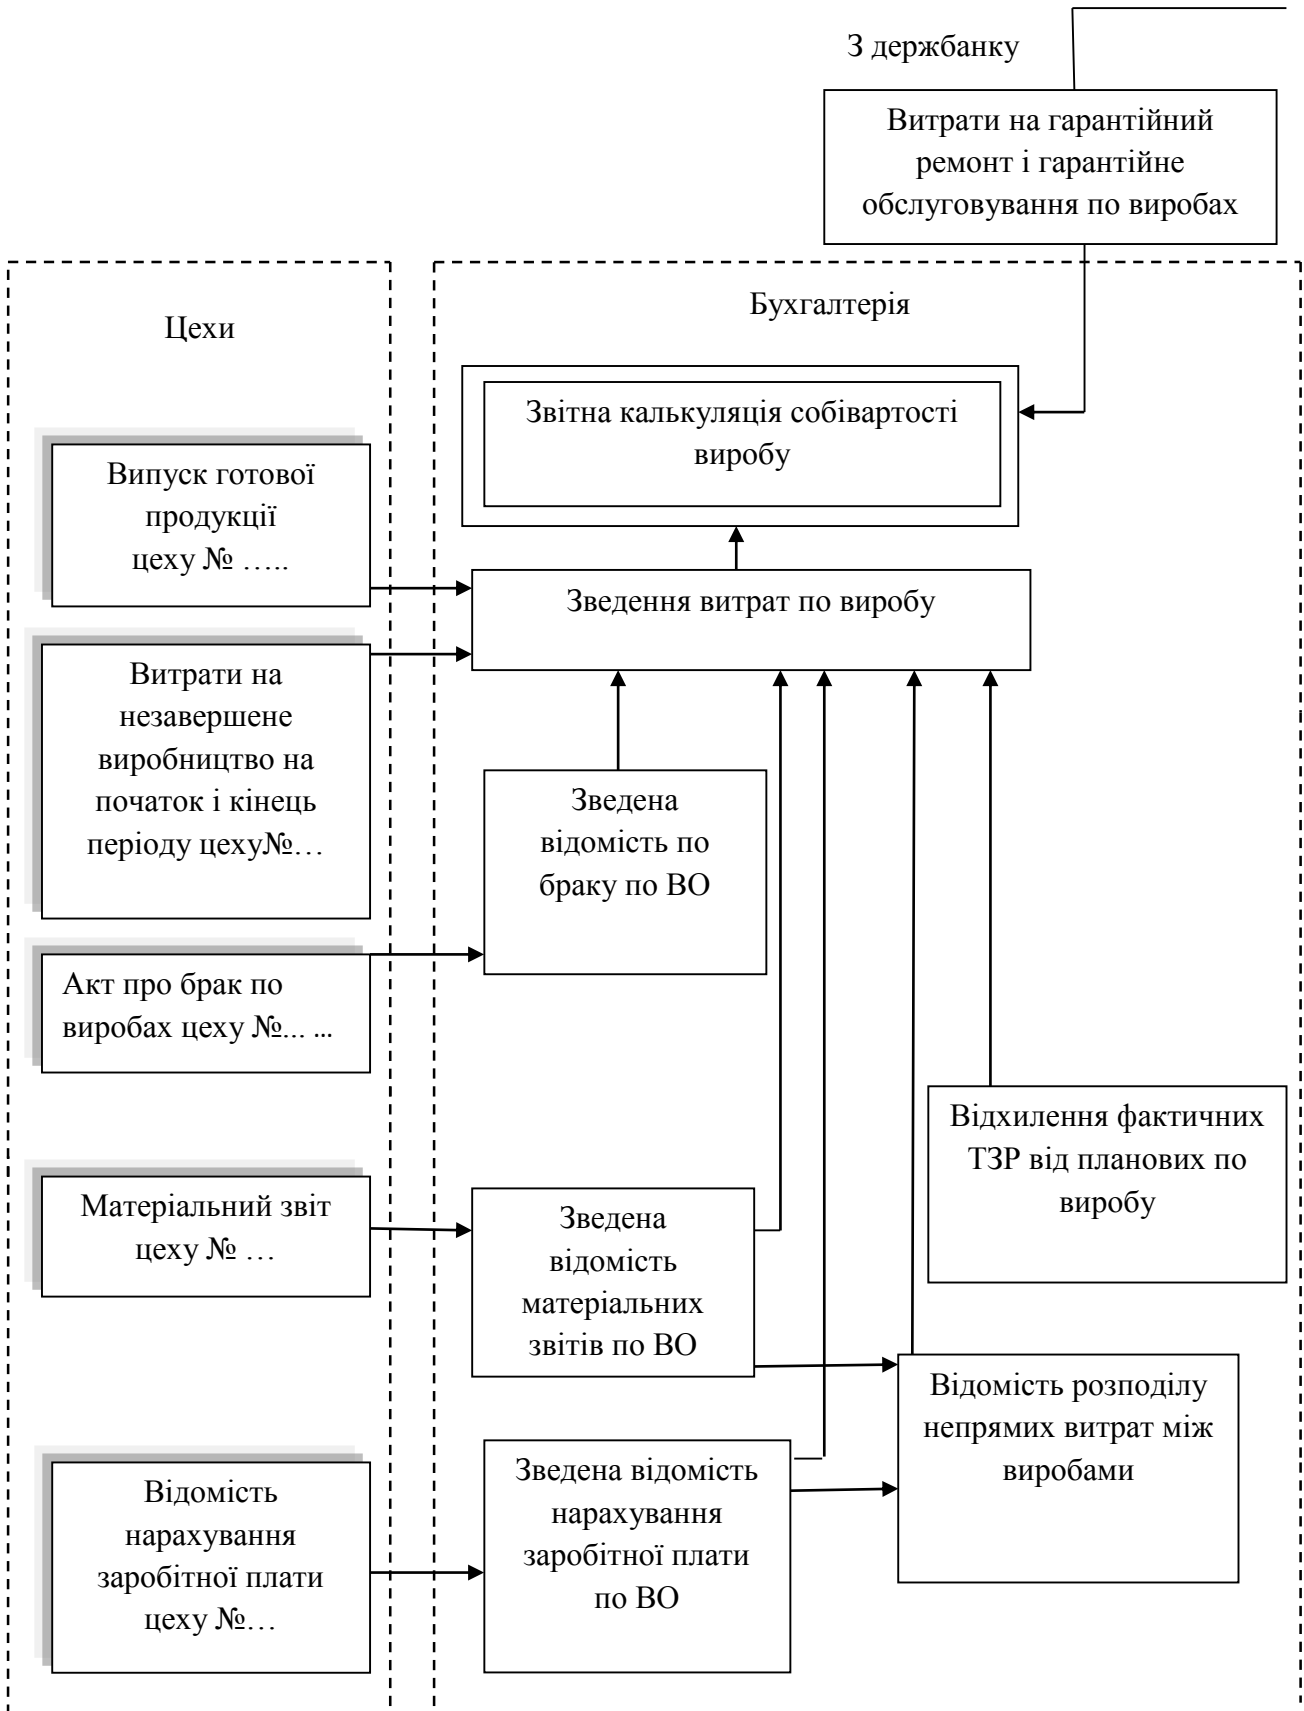 З держбанку
Витрати на гарантійний
ремонт і гарантійне
обслуговування по виробах
Цехи
Бухгалтерія
Звітна калькуляція собівартості
виробу
Випуск готової
продукції
цеху № …..
Зведення витрат по виробу
Витрати на
незавершене
виробництво на
початок і кінець
періоду цеху№…
Зведена
відомість по
браку по ВО
Акт про брак по
виробах цеху №... ...
Відхилення фактичних
ТЗР від планових по
виробу
Матеріальний звіт
цеху № …
Зведена
відомість
матеріальних
звітів по ВО
Відомість розподілу
непрямих витрат між
виробами
Зведена відомість
нарахування
заробітної плати
по ВО
Відомість
нарахування
заробітної плати
цеху №…